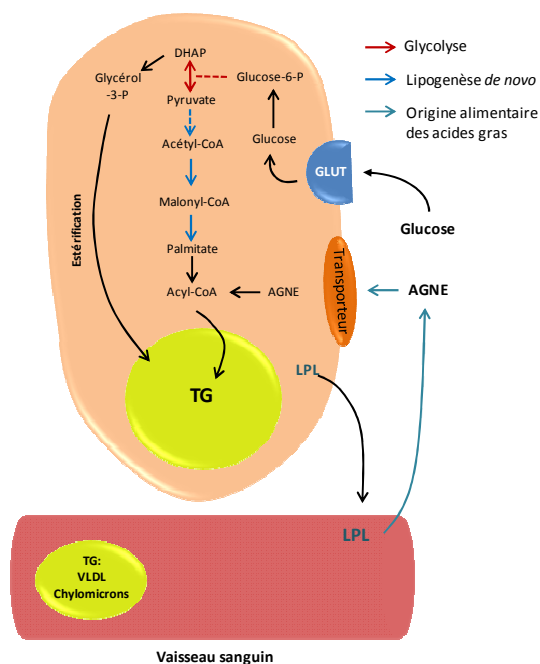 DHAP
Glycérol
-3-P
Glucose-6-P
Pyruvate
Acétyl-CoA
Glucose
Malonyl-CoA
Palmitate
Acyl-CoA
AGNE
Estérification
TG
LPL
GLUT
Transporteur
Glycolyse
Lipogenèse de novo
Origine alimentaire
des acides gras
Glucose
AGNE
LPL
TG:
VLDL
Chylomicrons
Vaisseau sanguin